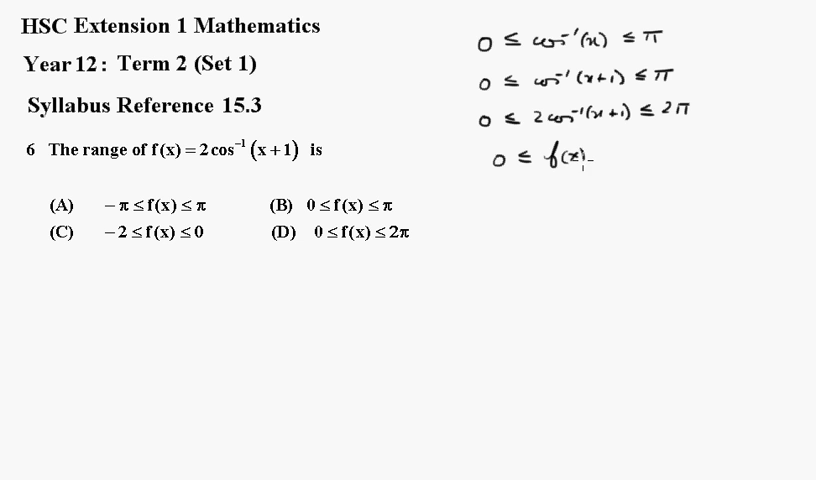 HSC Extension 1 Mathematics
Year 12 : Term 2 (Set 1)
Syllabus Reference 15.3
6 The range of f(x) = 2 cos⁻¹ (x + 1) is
(A) − π ≤ f(x) ≤ π (B) 0 ≤ f(x) ≤ π
(C) − 2 ≤ f(x) ≤ 0 (D) 0 ≤ f(x) ≤ 2π
0 ≤ cos⁻¹(x) ≤ π
0 ≤ cos⁻¹(x+1) ≤ π
0 ≤ 2cos⁻¹(x+1) ≤ 2π
0 ≤ f(x)